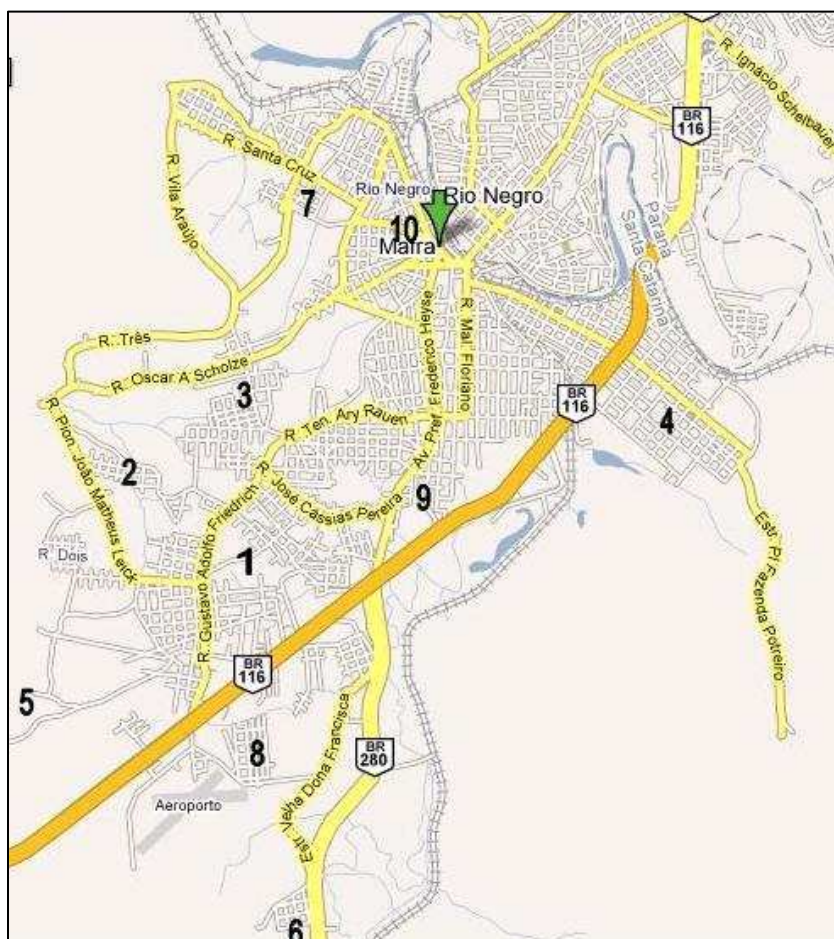 R. Ignácio Scheibauer
BR
116
R. Santa Cruz
R. Vila Araújo
7
Rio Negro
Rio Negro
10
Mafra
Paraná
Santa Catarina
R. Três
R. Oscar A Scholze
Av. Pref. Frederico Heyse
R. Mal. Floriano
BR
116
3
4
R. Ten. Ary Rauen
R. Pion. João Matheus Leick
2
R. José Cássias Pereira
9
R. Gustavo Adolfo Friedrich
R. Dois
1
Estr. Pl Fazenda Potreiro
BR
116
5
8
BR
280
Estr. Velha Dona Francisca
Aeroporto
6